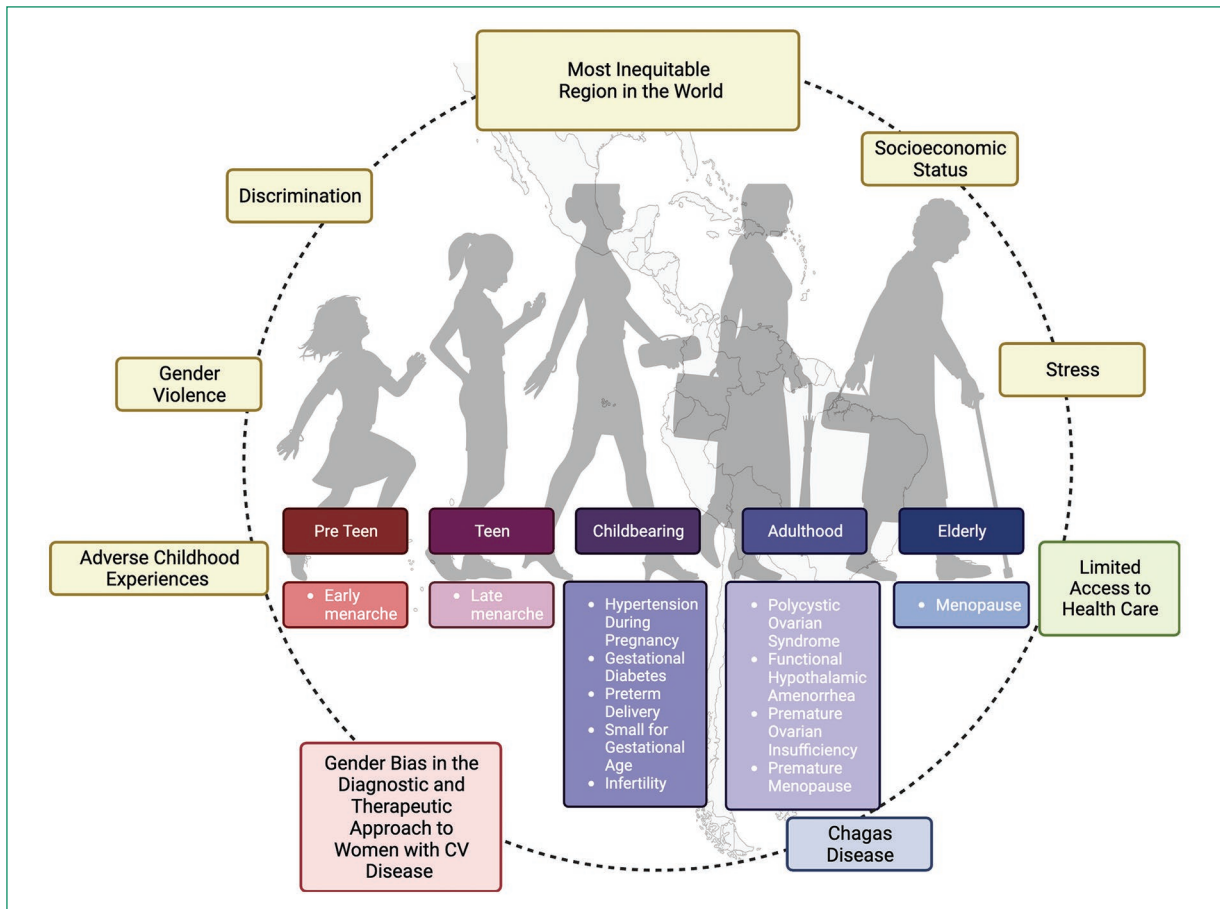 Most Inequitable
Region in the World
Socioeconomic
Status
Discrimination
Gender
Violence
Stress
Pre Teen
Teen
Childbearing
Adulthood
Elderly
Adverse Childhood
Experiences
Limited
Access to
Health Care
• Early
menarche
• Late
menarche
• Hypertension
During
Pregnancy
• Gestational
Diabetes
• Preterm
Delivery
• Small for
Gestational
Age
• Infertility
• Polycystic
Ovarian
Syndrome
• Functional
Hypothalamic
Amenorrhea
• Premature
Ovarian
Insufficiency
• Premature
Menopause
• Menopause
Gender Bias in the
Diagnostic and
Therapeutic
Approach to
Women with CV
Disease
Chagas
Disease